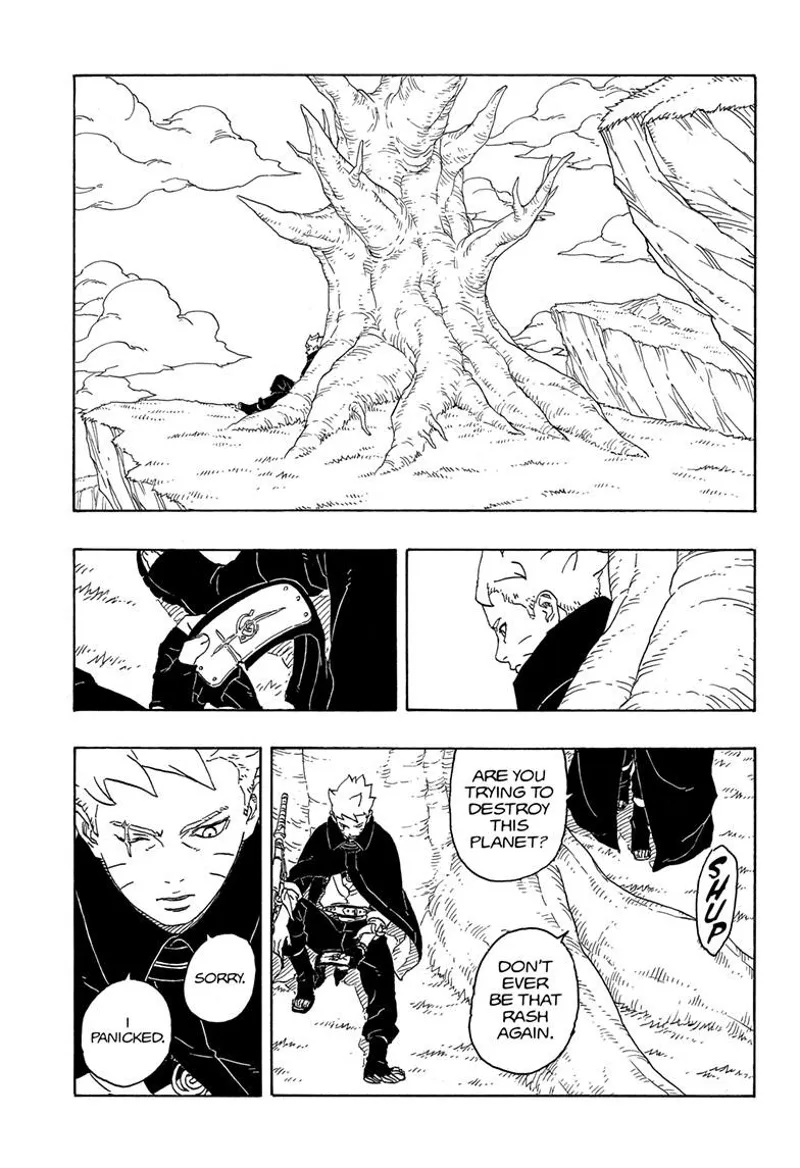 ARE YOU
TRYING TO
DESTROY
THIS
PLANET?
SHUP
DON'T
EVER
BE THAT
RASH
AGAIN.
SORRY.
I
PANICKED.